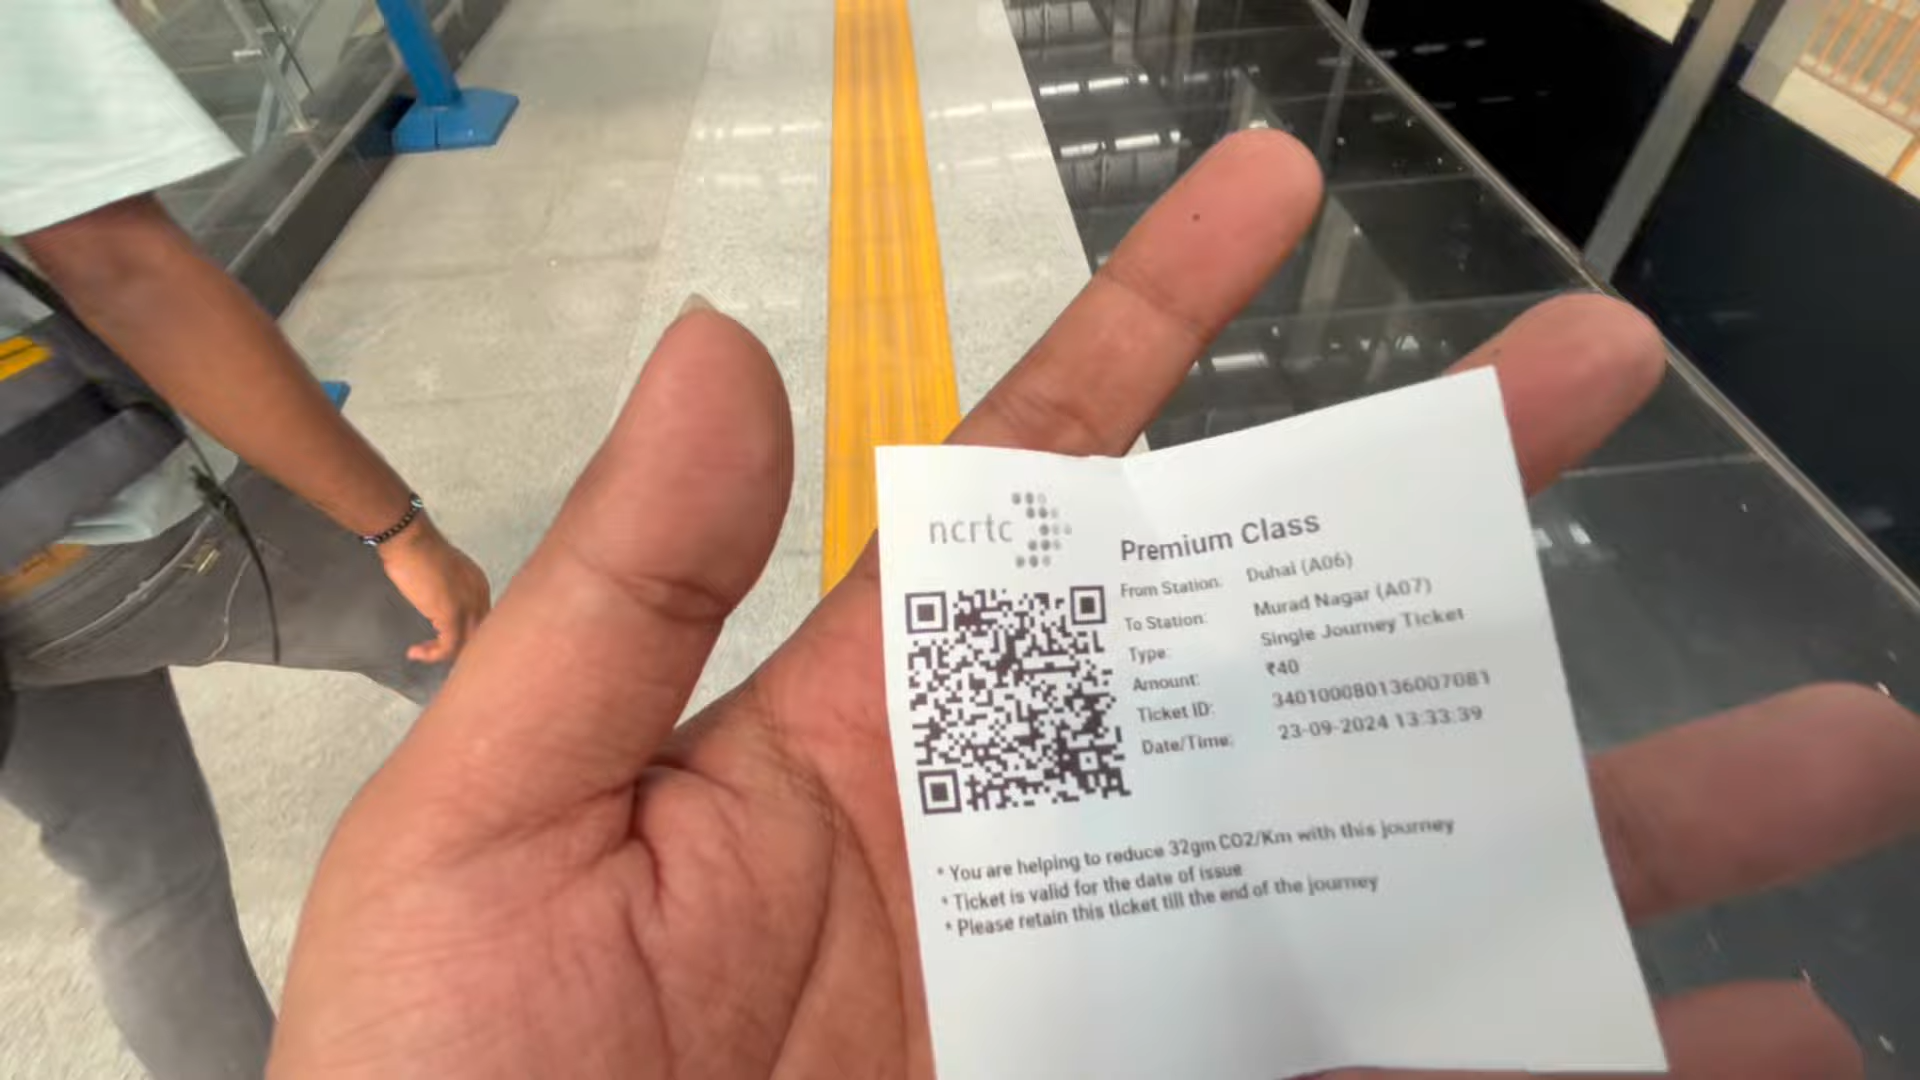 ncrtc
Premium Class
From Station: Duhai (A06)
To Station: Murad Nagar (A07)
Type: Single Journey Ticket
Amount: ₹40
Ticket ID: 340100080136007081
Date/Time: 23-09-2024 13:33:39
* You are helping to reduce 32gm CO2/Km with this journey
* Ticket is valid for the date of issue
* Please retain this ticket till the end of the journey